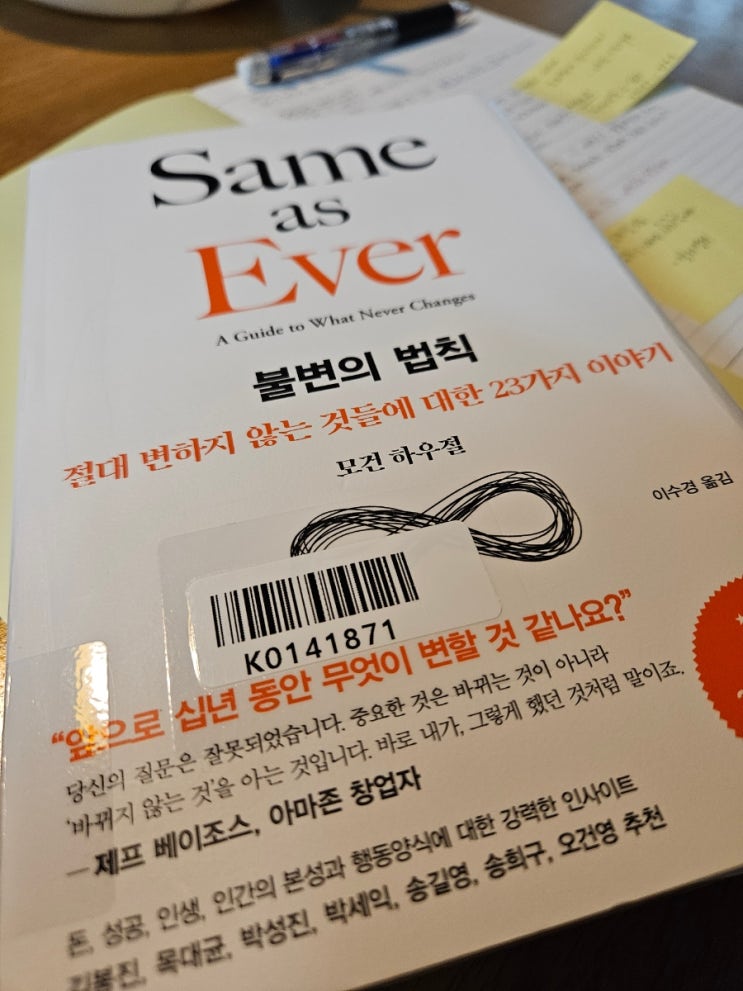 Same
as
Ever
A Guide to What Never Changes
불변의 법칙
절대 변하지 않는 것들에 대한 23가지 이야기
모건 하우절
이수경 옮김
K0141871
“앞으로 십년 동안 무엇이 변할 것 같나요?”
당신의 질문은 잘못되었습니다. 중요한 것은 바뀌는 것이 아니라
‘바뀌지 않는 것’을 아는 것입니다. 바로 내가, 그렇게 했던 것처럼 말이죠.
— 제프 베이조스, 아마존 창업자
돈, 성공, 인생, 인간의 본성과 행동양식에 대한 강력한 인사이트
목대균, 박성진, 박세익, 송길영, 송희구, 오건영 추천